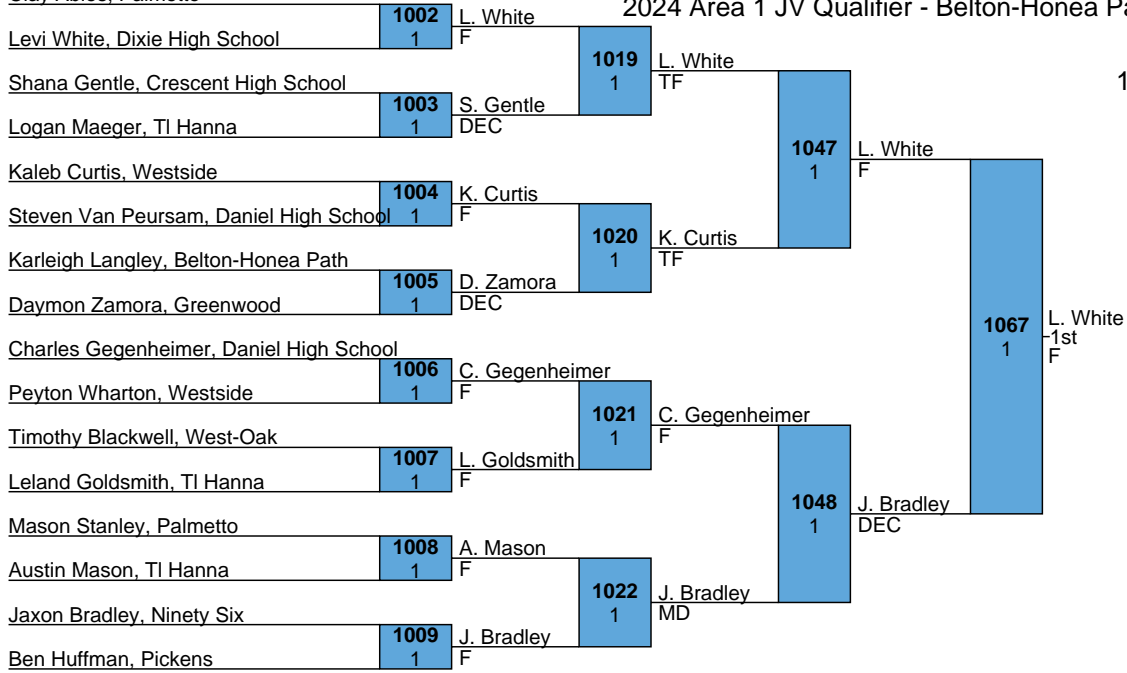 2024 Area 1 JV Qualifier - Belton-Honea Pa
1
Levi White, Dixie High School
Shana Gentle, Crescent High School
Logan Maeger, Tl Hanna
Kaleb Curtis, Westside
Steven Van Peursam, Daniel High School
Karleigh Langley, Belton-Honea Path
Daymon Zamora, Greenwood
Charles Gegenheimer, Daniel High School
Peyton Wharton, Westside
Timothy Blackwell, West-Oak
Leland Goldsmith, Tl Hanna
Mason Stanley, Palmetto
Austin Mason, Tl Hanna
Jaxon Bradley, Ninety Six
Ben Huffman, Pickens
1002
1
L. White
F
1003
1
S. Gentle
DEC
1004
1
K. Curtis
F
1005
1
D. Zamora
DEC
1006
1
C. Gegenheimer
F
1007
1
L. Goldsmith
F
1008
1
A. Mason
F
1009
1
J. Bradley
F
1019
1
L. White
TF
1020
1
K. Curtis
TF
1021
1
C. Gegenheimer
F
1022
1
J. Bradley
MD
1047
1
L. White
F
1048
1
J. Bradley
DEC
1067
1
L. White
1st
F